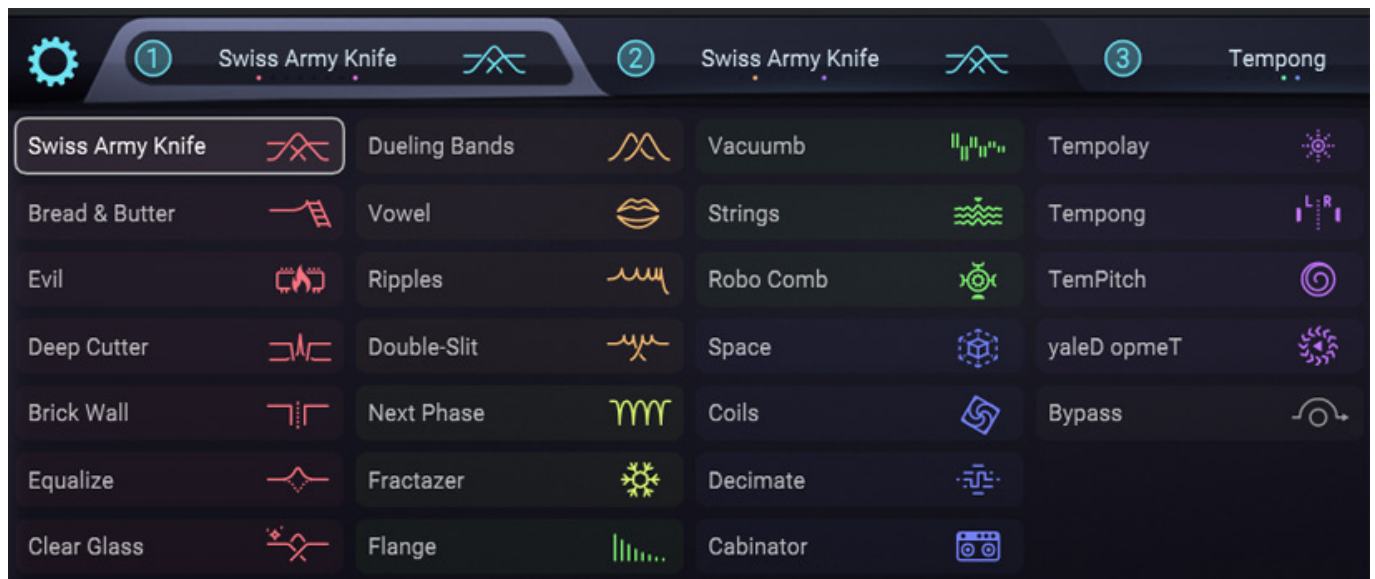 1 Swiss Army Knife 2 Swiss Army Knife 3 Tempong
Swiss Army Knife Dueling Bands Vacuumb Tempolay
Bread & Butter Vowel Strings Tempong L R
Evil Ripples Robo Comb TemPitch
Deep Cutter Double-Slit Space yaleD opmeT
Brick Wall Next Phase Coils Bypass
Equalize Fractazer Decimate
Clear Glass Flange Cabinator